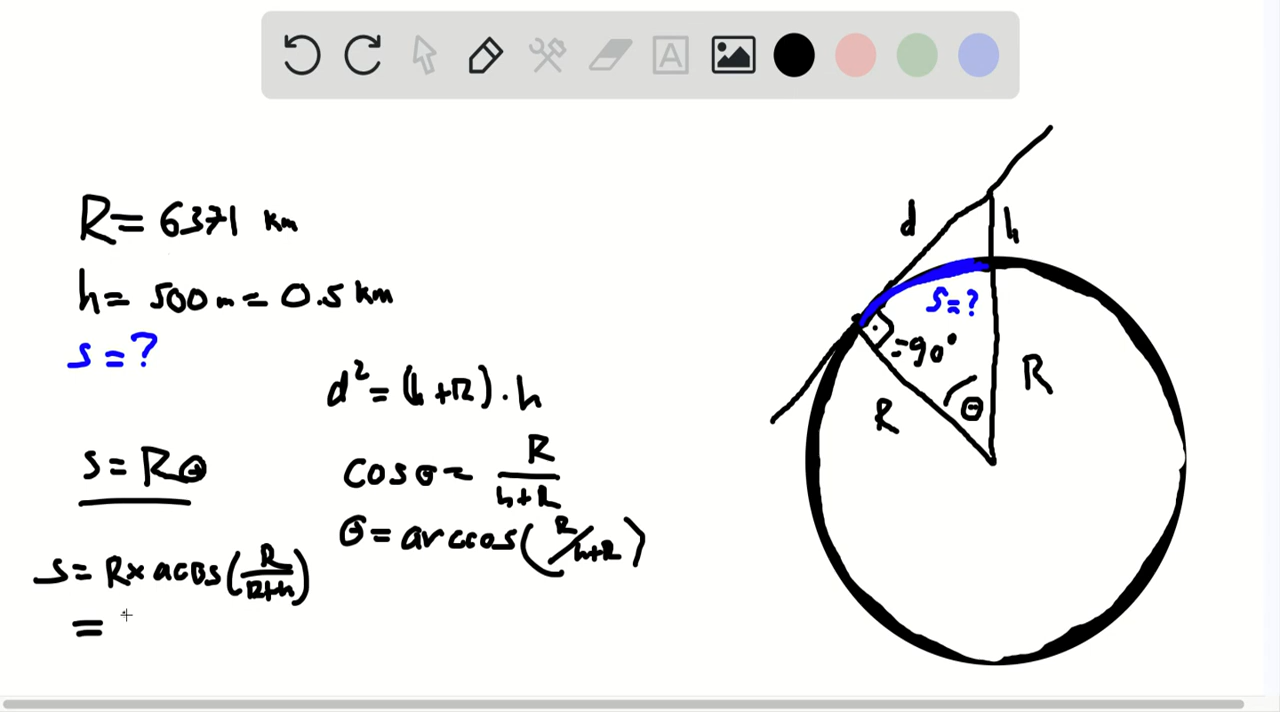 A
R = 6371 km
h = 500 m = 0.5 km
s = ?
d² = (h + R) · h
s = Rθ
cos θ = R / h + R
θ = arccos (R / h+R)
s = R x acos (R / R+h)
=
d
h
s = ?
= 90°
R
R
θ